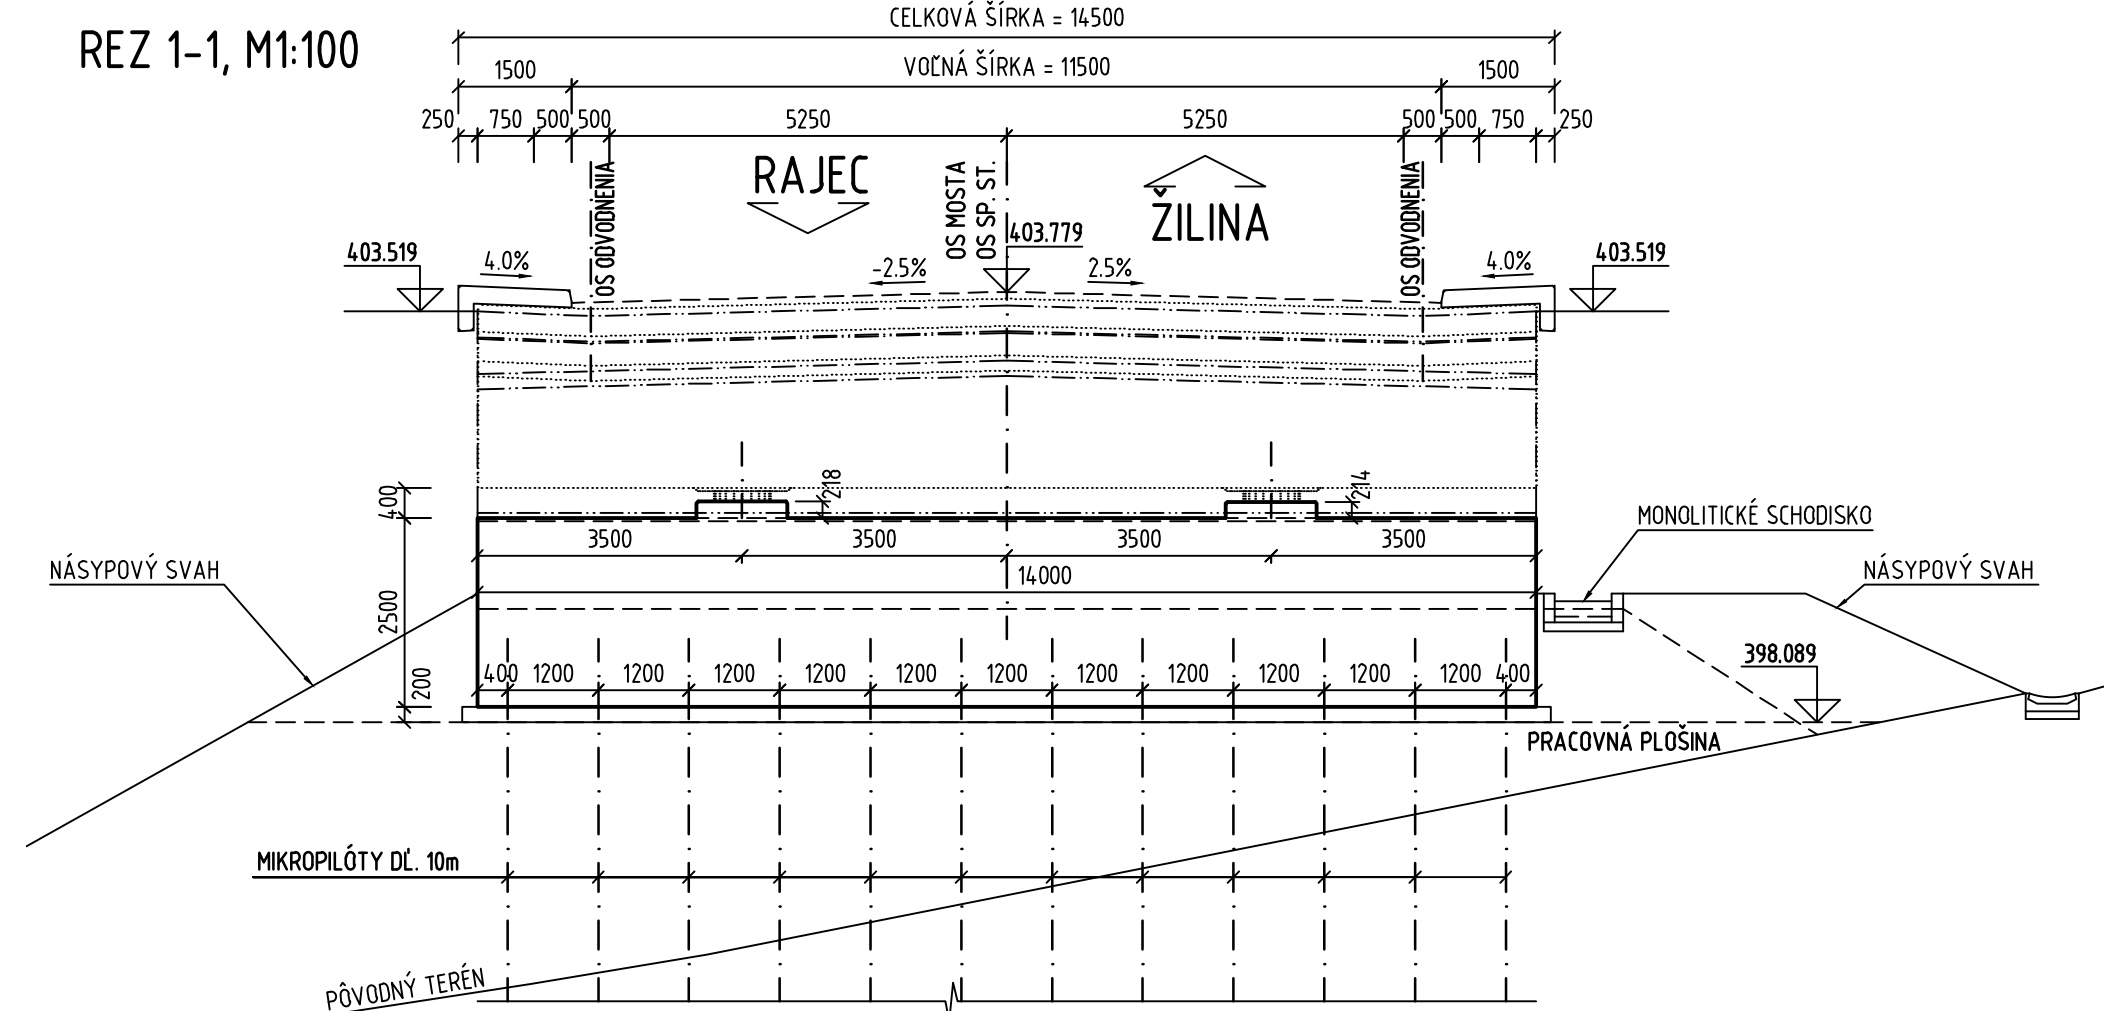 CELKOVÁ ŠÍRKA = 14500
REZ 1-1, M1:100
1500 VOĽNÁ ŠÍRKA = 11500 1500
250 750 500 500 5250 5250 500 500 750 250
OS ODVODNENIA
RAJEC
OS MOSTA
OS SP. ST.
ŽILINA
OS ODVODNENIA
403.519 403.779 403.519
4.0% -2.5% 2.5% 4.0%
400 218 214
3500 3500 3500 3500
MONOLITICKÉ SCHODISKO
14000
NÁSYPOVÝ SVAH NÁSYPOVÝ SVAH
2500
398.089
400 1200 1200 1200 1200 1200 1200 1200 1200 1200 1200 1200 400
200
PRACOVNÁ PLOŠINA
MIKROPILÓTY DĹ. 10m
PÔVODNÝ TERÉN